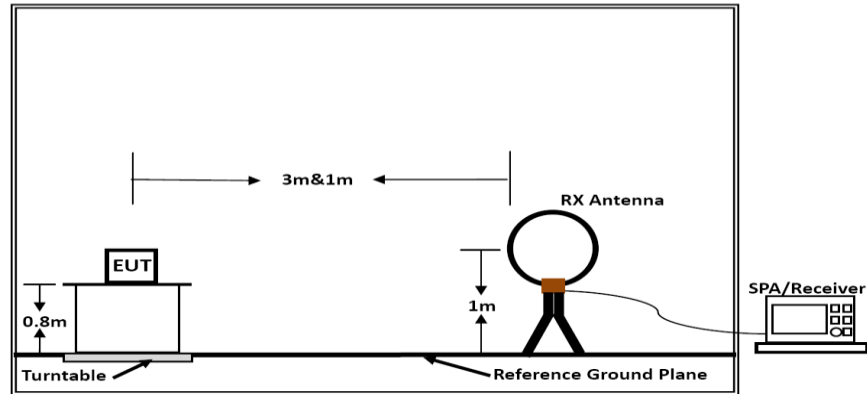 3m&1m
RX Antenna
EUT
SPA/Receiver
0.8m
1m
Turntable
Reference Ground Plane